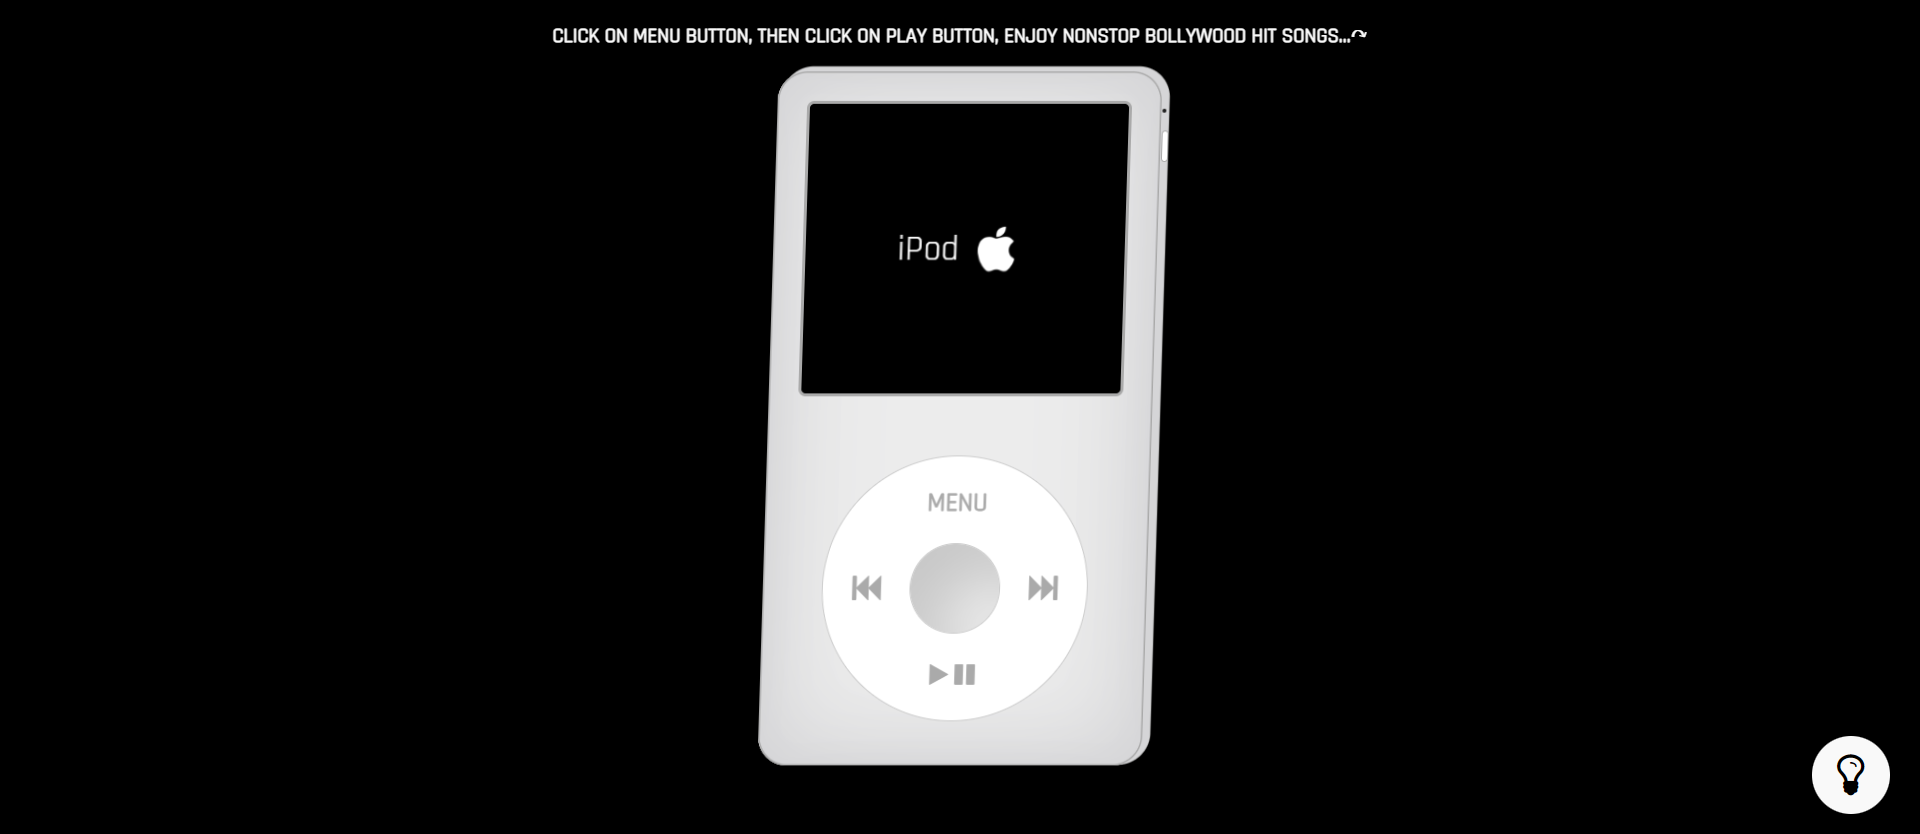 CLICK ON MENU BUTTON, THEN CLICK ON PLAY BUTTON, ENJOY NONSTOP BOLLYWOOD HIT SONGS...↷
iPod
MENU